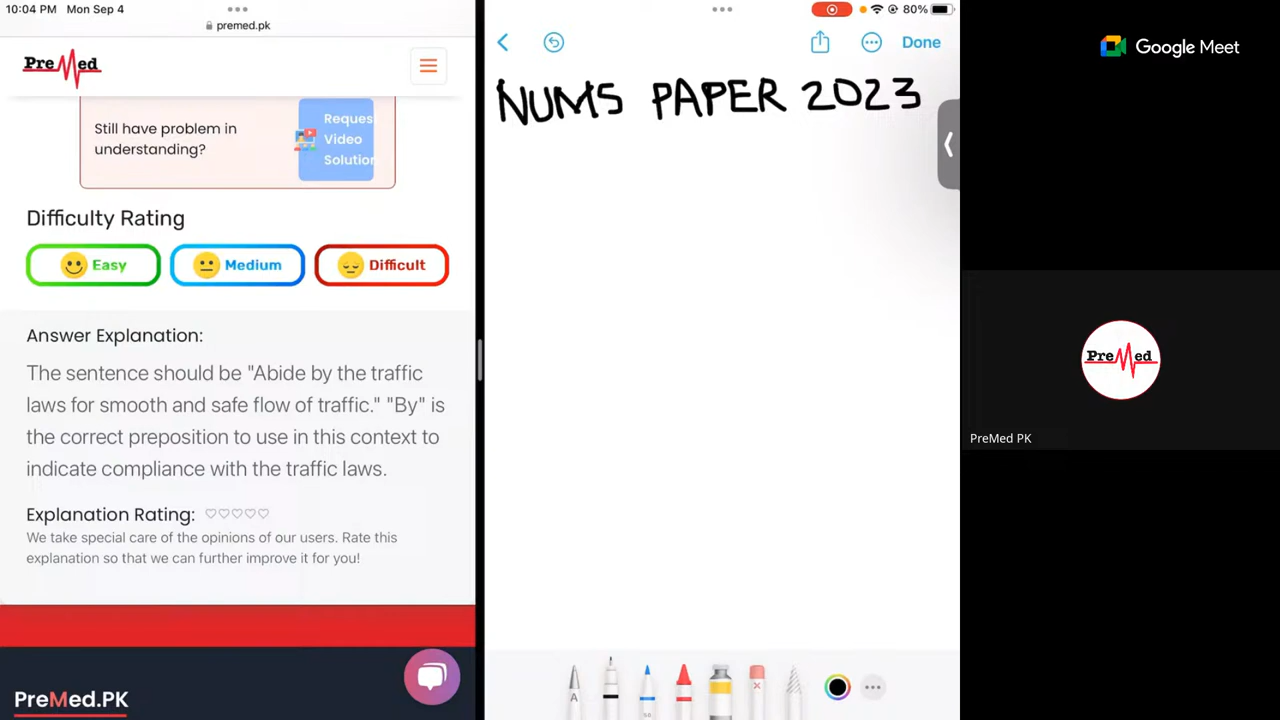 10:04 PM Mon Sep 4
premed.pk
PreMed
Still have problem in
understanding?
Reques
Video
Solution
Difficulty Rating
Easy
Medium
Difficult
Answer Explanation:
The sentence should be "Abide by the traffic
laws for smooth and safe flow of traffic." "By" is
the correct preposition to use in this context to
indicate compliance with the traffic laws.
Explanation Rating:
We take special care of the opinions of our users. Rate this
explanation so that we can further improve it for you!
PreMed.PK
80%
Done
NUMS PAPER 2023
A
Google Meet
PreMed
PreMed PK